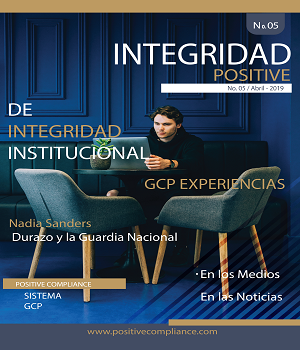 No.05
INTEGRIDAD
POSITIVE
No. 05 / Abril - 2019
DE
INTEGRIDAD
INSTITUCIONAL
GCP EXPERIENCIAS
Nadia Sanders
Durazo y la Guardia Nacional
• En los Medios
En las Noticias
POSITIVE COMPLIANCE
SISTEMA
GCP
www.positivecompliance.com